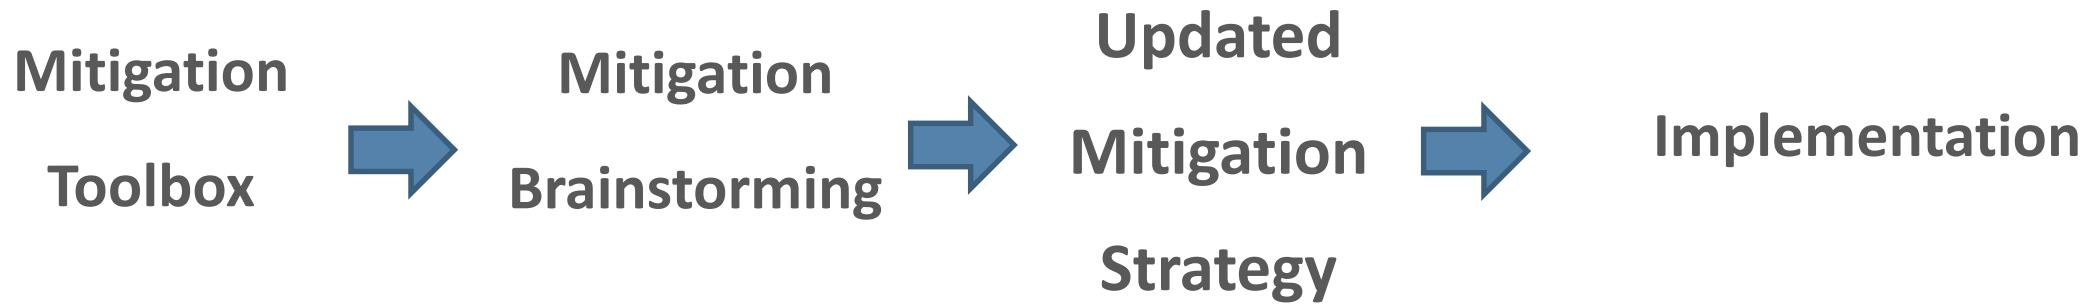 Mitigation
Toolbox
Mitigation
Brainstorming
Updated
Mitigation
Strategy
Implementation